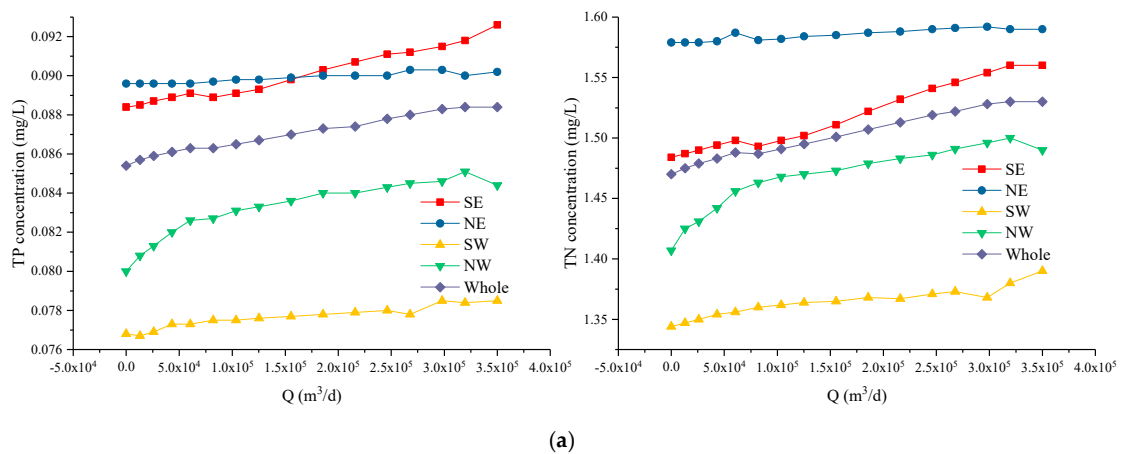 0.092
0.090
0.088
0.086
0.084
0.082
0.080
0.078
0.076
TP concentration (mg/L)
SE
NE
SW
NW
Whole
-5.0x10⁴ 0.0 5.0x10⁴ 1.0x10⁵ 1.5x10⁵ 2.0x10⁵ 2.5x10⁵ 3.0x10⁵ 3.5x10⁵ 4.0x10⁵
Q (m³/d)
1.60
1.55
1.50
1.45
1.40
1.35
TN concentration (mg/L)
SE
NE
SW
NW
Whole
-5.0x10⁴ 0.0 5.0x10⁴ 1.0x10⁵ 1.5x10⁵ 2.0x10⁵ 2.5x10⁵ 3.0x10⁵ 3.5x10⁵ 4.0x10⁵
Q (m³/d)
(a)